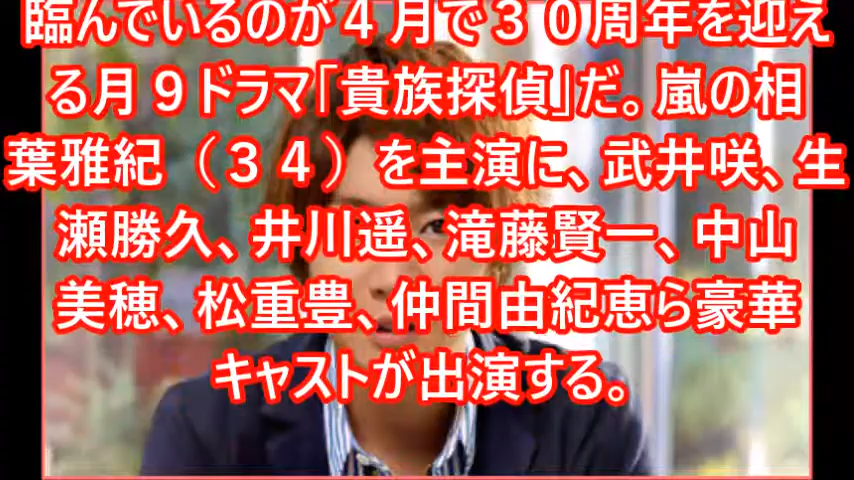 臨んでいるのが４月で３０周年を迎え
る月９ドラマ「貴族探偵」だ。嵐の相
葉雅紀（３４）を主演に、武井咲、生
瀬勝久、井川遥、滝藤賢一、中山
美穂、松重豊、仲間由紀恵ら豪華
キャストが出演する。